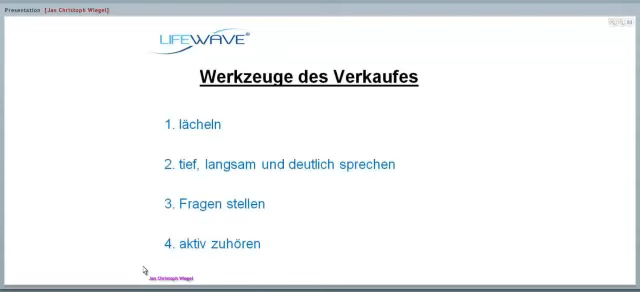 Presentation [Jan Christoph Wiegel]
LIFEWAVE®
Werkzeuge des Verkaufes
1. lächeln
2. tief, langsam und deutlich sprechen
3. Fragen stellen
4. aktiv zuhören
Jan Christoph Wiegel